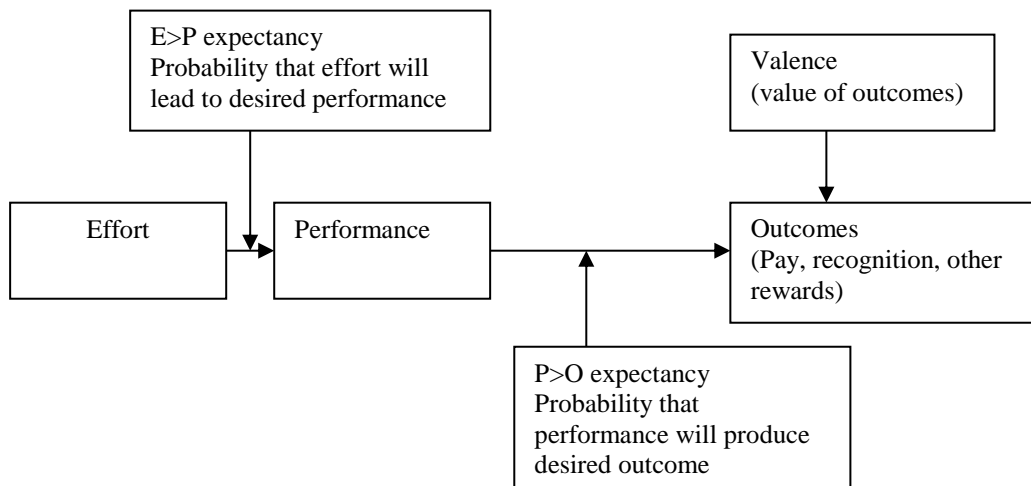 E>P expectancy
Probability that effort will
lead to desired performance
Valence
(value of outcomes)
Effort
Performance
Outcomes
(Pay, recognition, other
rewards)
P>O expectancy
Probability that
performance will produce
desired outcome